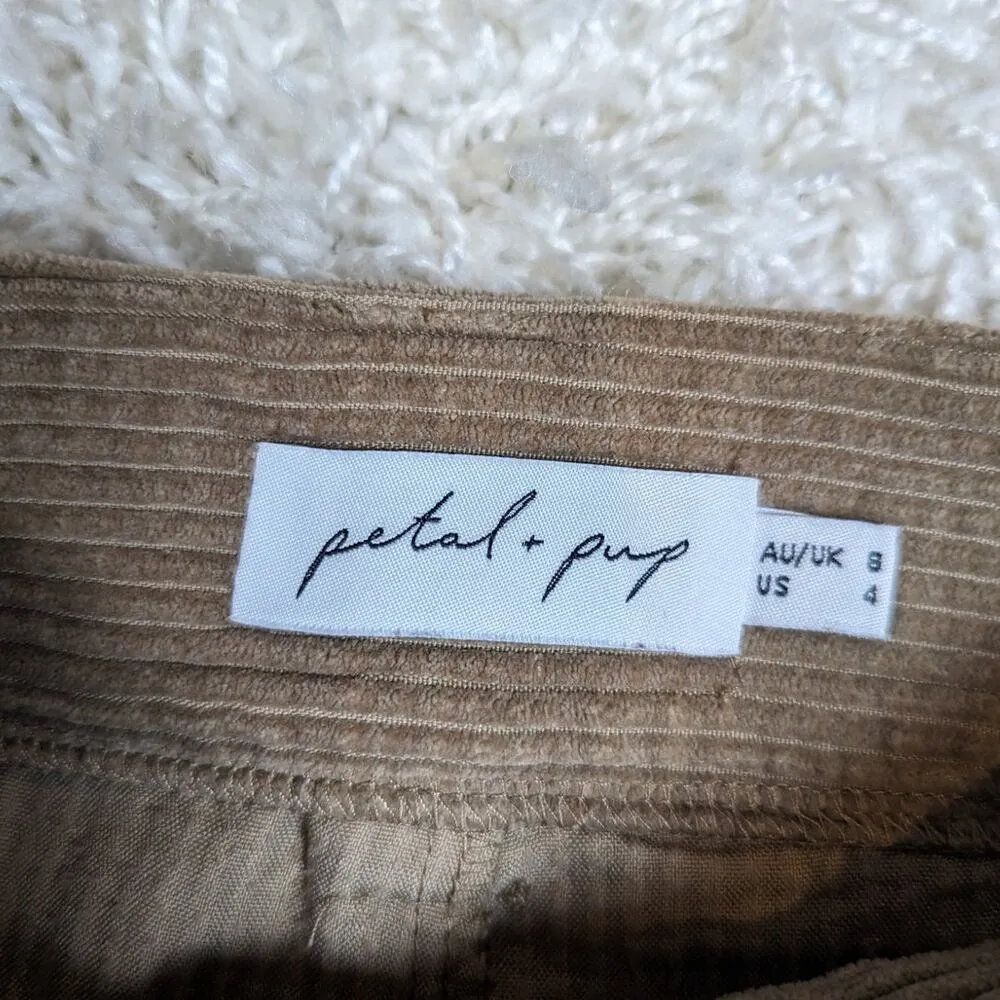 petal + pup
AU/UK 8
US 4